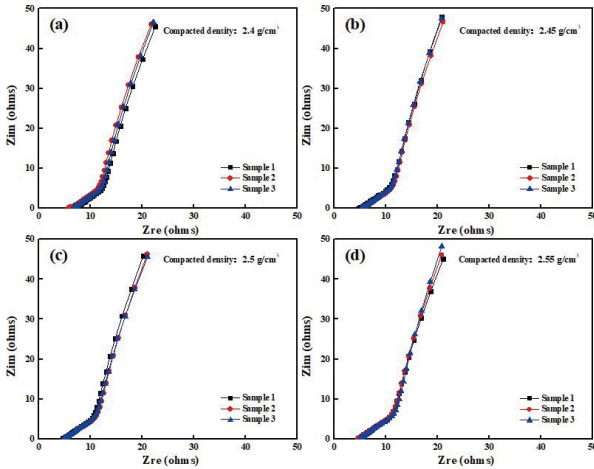 (a)
Compacted density: 2.4 g/cm³
50
40
30
20
10
0
Zim (ohms)
Sample 1
Sample 2
Sample 3
0 10 20 30 40 50
Zre (ohms)
(b)
Compacted density: 2.45 g/cm³
50
40
30
20
10
0
Zim (ohms)
Sample 1
Sample 2
Sample 3
0 10 20 30 40 50
Zre (ohms)
(c)
Compacted density: 2.5 g/cm³
50
40
30
20
10
0
Zim (ohms)
Sample 1
Sample 2
Sample 3
0 10 20 30 40 50
Zre (ohms)
(d)
Compacted density: 2.55 g/cm³
50
40
30
20
10
0
Zim (ohms)
Sample 1
Sample 2
Sample 3
0 10 20 30 40 50
Zre (ohms)